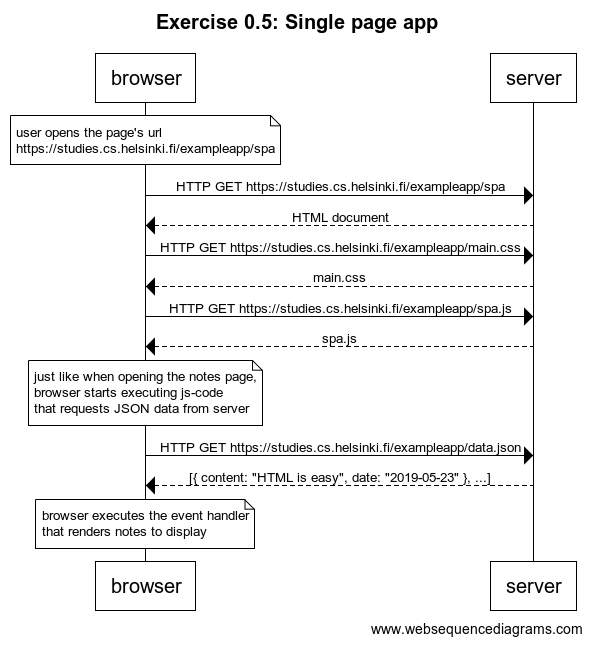 Exercise 0.5: Single page app
browser
server
user opens the page's url
https://studies.cs.helsinki.fi/exampleapp/spa
HTTP GET https://studies.cs.helsinki.fi/exampleapp/spa
HTML document
HTTP GET https://studies.cs.helsinki.fi/exampleapp/main.css
main.css
HTTP GET https://studies.cs.helsinki.fi/exampleapp/spa.js
spa.js
just like when opening the notes page,
browser starts executing js-code
that requests JSON data from server
HTTP GET https://studies.cs.helsinki.fi/exampleapp/data.json
[{ content: "HTML is easy", date: "2019-05-23" }, ...]
browser executes the event handler
that renders notes to display
browser
server
www.websequencediagrams.com